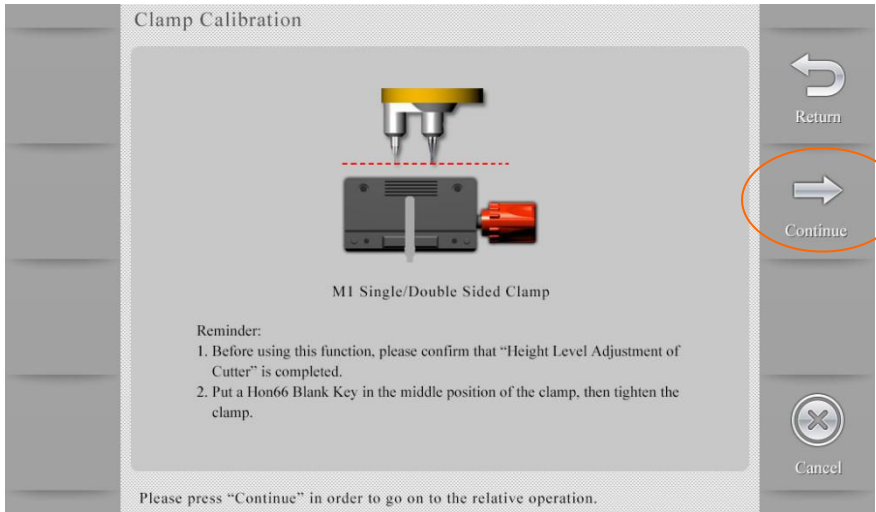 Clamp Calibration
Return
Continue
M1 Single/Double Sided Clamp
Reminder:
1. Before using this function, please confirm that “Height Level Adjustment of
Cutter” is completed.
2. Put a Hon66 Blank Key in the middle position of the clamp, then tighten the
clamp.
Cancel
Please press “Continue” in order to go on to the relative operation.